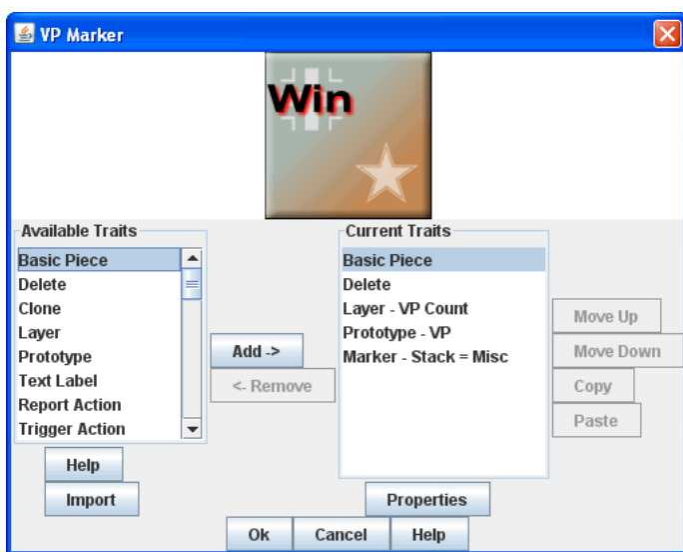 VP Marker
Win
Available Traits
Basic Piece
Delete
Clone
Layer
Prototype
Text Label
Report Action
Trigger Action
Add ->
<- Remove
Current Traits
Basic Piece
Delete
Layer - VP Count
Prototype - VP
Marker - Stack = Misc
Move Up
Move Down
Copy
Paste
Help
Import
Properties
Ok
Cancel
Help